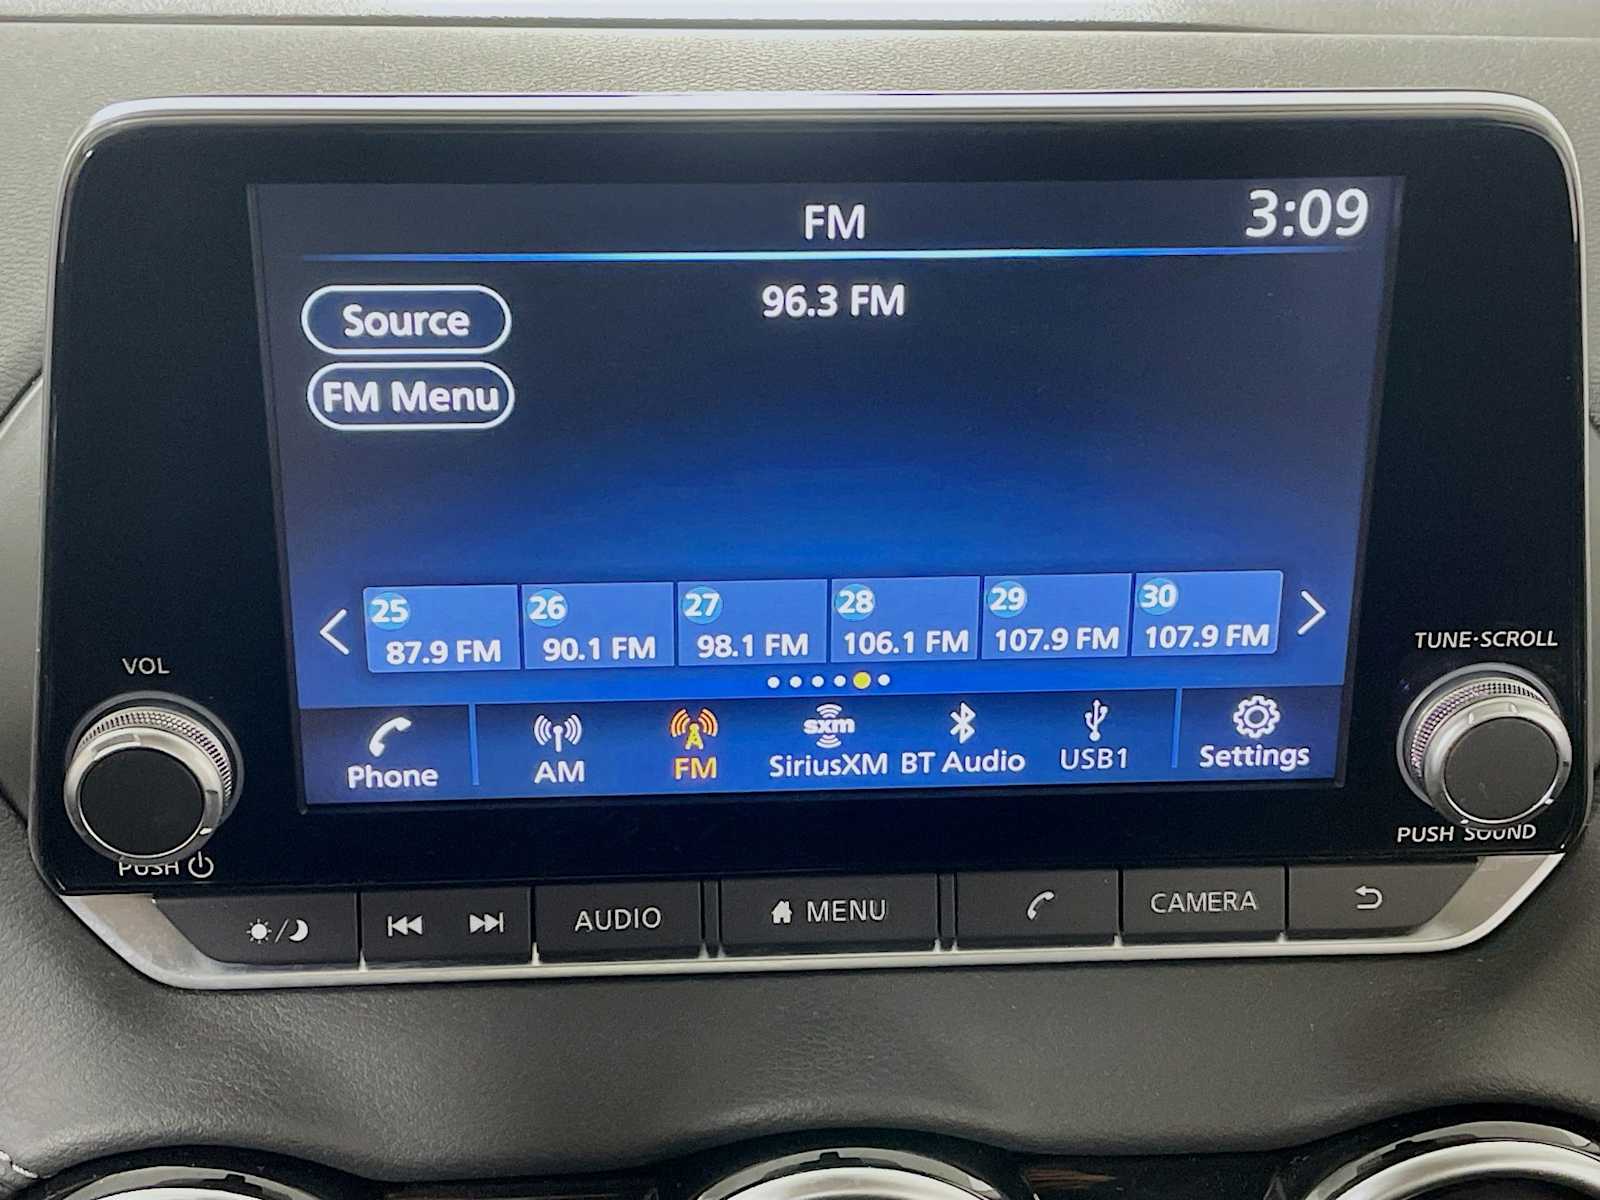 FM
3:09
96.3 FM
Source
FM Menu
25 26 27 28 29 30
87.9 FM 90.1 FM 98.1 FM 106.1 FM 107.9 FM 107.9 FM
VOL
TUNE·SCROLL
sxm
Phone AM FM SiriusXM BT Audio USB1 Settings
PUSH
PUSH SOUND
AUDIO MENU CAMERA